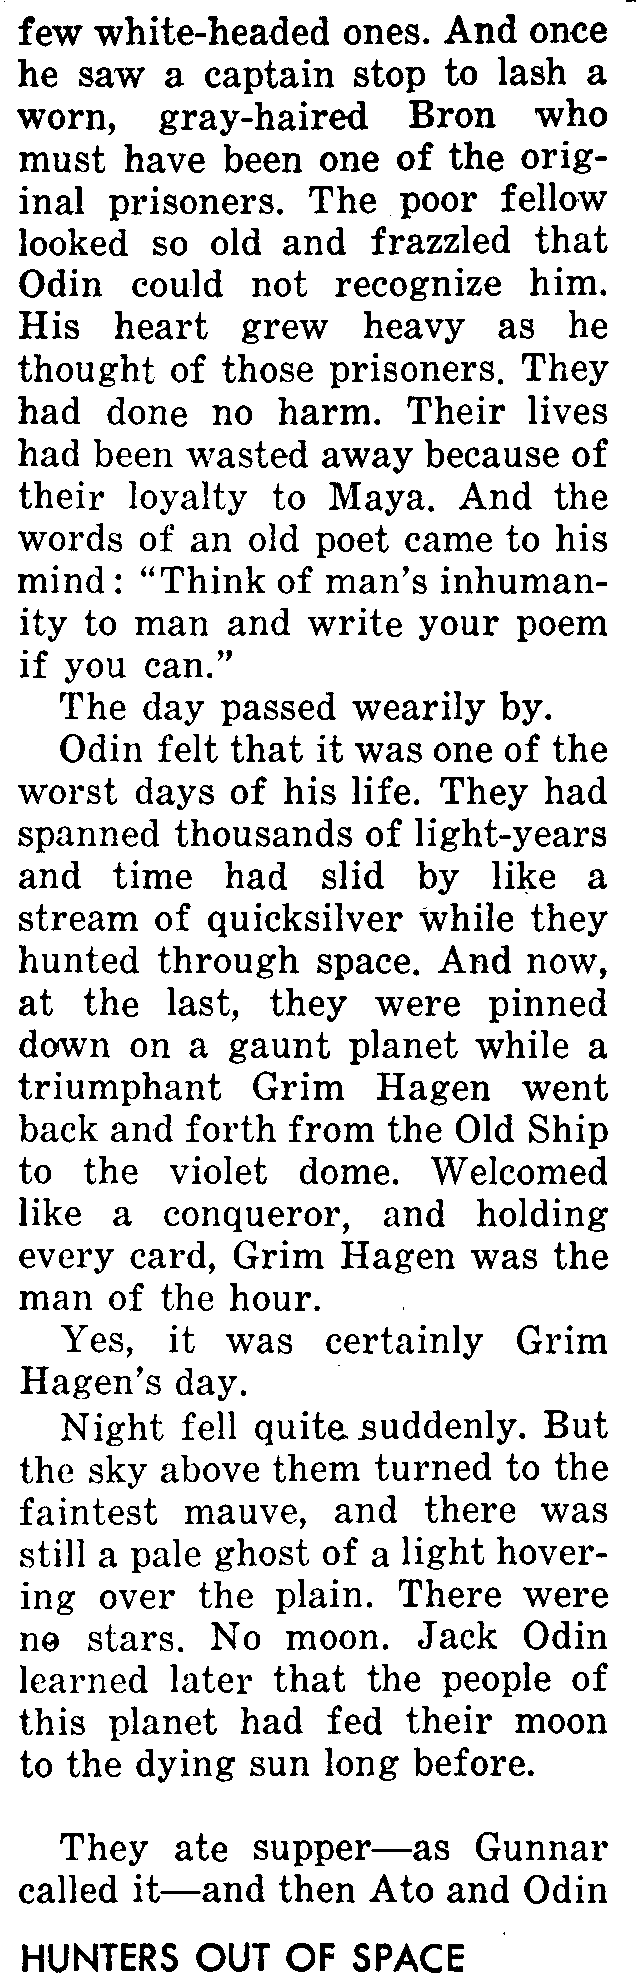 few white-headed ones. And once
he saw a captain stop to lash a
worn, gray-haired Bron who
must have been one of the orig-
inal prisoners. The poor fellow
looked so old and frazzled that
Odin could not recognize him.
His heart grew heavy as he
thought of those prisoners. They
had done no harm. Their lives
had been wasted away because of
their loyalty to Maya. And the
words of an old poet came to his
mind: “Think of man’s inhuman-
ity to man and write your poem
if you can.”
The day passed wearily by.
Odin felt that it was one of the
worst days of his life. They had
spanned thousands of light-years
and time had slid by like a
stream of quicksilver while they
hunted through space. And now,
at the last, they were pinned
down on a gaunt planet while a
triumphant Grim Hagen went
back and forth from the Old Ship
to the violet dome. Welcomed
like a conqueror, and holding
every card, Grim Hagen was the
man of the hour.
Yes, it was certainly Grim
Hagen’s day.
Night fell quite suddenly. But
the sky above them turned to the
faintest mauve, and there was
still a pale ghost of a light hover-
ing over the plain. There were
no stars. No moon. Jack Odin
learned later that the people of
this planet had fed their moon
to the dying sun long before.
They ate supper—as Gunnar
called it—and then Ato and Odin
HUNTERS OUT OF SPACE